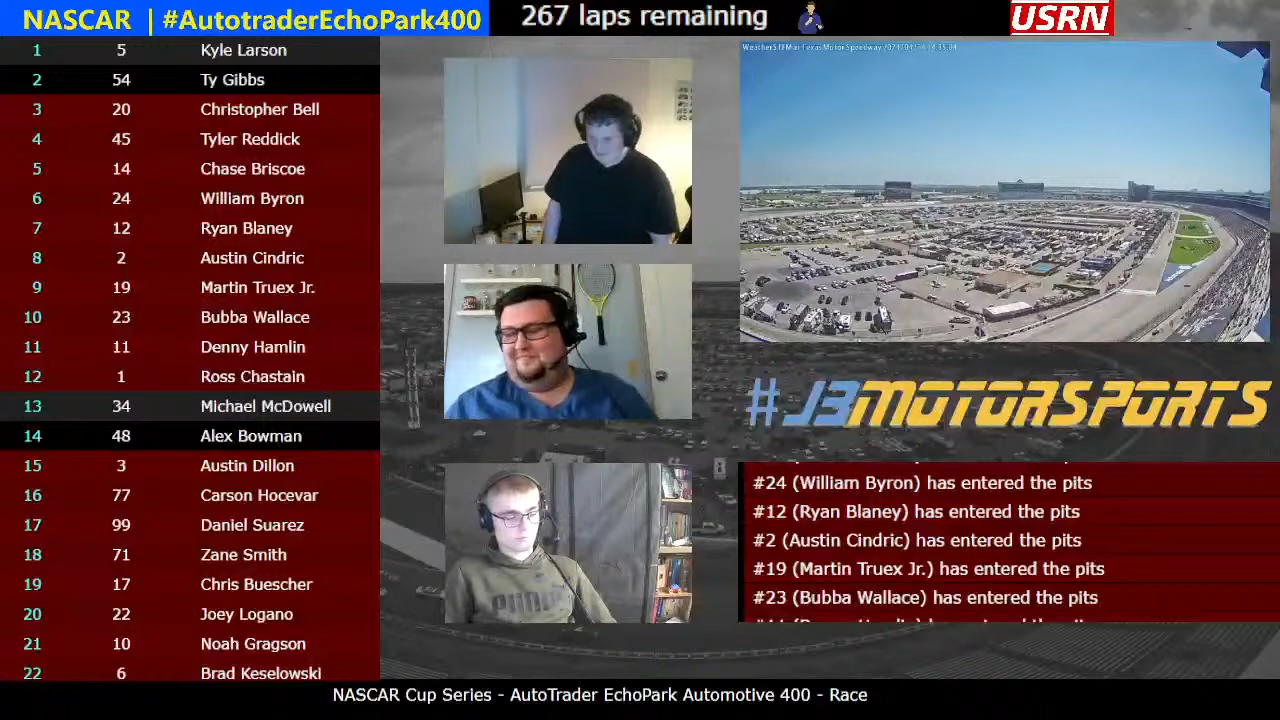 NASCAR | #AutotraderEchoPark400
267 laps remaining
USRN
1 5 Kyle Larson
2 54 Ty Gibbs
3 20 Christopher Bell
4 45 Tyler Reddick
5 14 Chase Briscoe
6 24 William Byron
7 12 Ryan Blaney
8 2 Austin Cindric
9 19 Martin Truex Jr.
10 23 Bubba Wallace
11 11 Denny Hamlin
12 1 Ross Chastain
13 34 Michael McDowell
14 48 Alex Bowman
15 3 Austin Dillon
16 77 Carson Hocevar
17 99 Daniel Suarez
18 71 Zane Smith
19 17 Chris Buescher
20 22 Joey Logano
21 10 Noah Gragson
22 6 Brad Keselowski
PUMA
#JBMOTORSPORTS
#24 (William Byron) has entered the pits
#12 (Ryan Blaney) has entered the pits
#2 (Austin Cindric) has entered the pits
#19 (Martin Truex Jr.) has entered the pits
#23 (Bubba Wallace) has entered the pits
NASCAR Cup Series - AutoTrader EchoPark Automotive 400 - Race